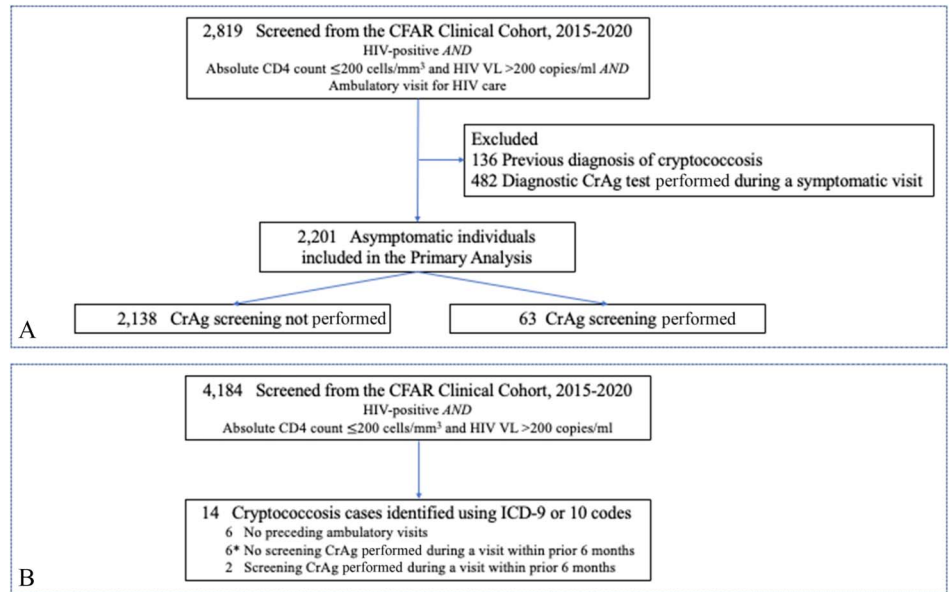 2,819 Screened from the CFAR Clinical Cohort, 2015-2020
HIV-positive AND
Absolute CD4 count ≤200 cells/mm³ and HIV VL >200 copies/ml AND
Ambulatory visit for HIV care
Excluded
136 Previous diagnosis of cryptococcosis
482 Diagnostic CrAg test performed during a symptomatic visit
2,201 Asymptomatic individuals
included in the Primary Analysis
2,138 CrAg screening not performed
63 CrAg screening performed
A
4,184 Screened from the CFAR Clinical Cohort, 2015-2020
HIV-positive AND
Absolute CD4 count ≤200 cells/mm³ and HIV VL >200 copies/ml
14 Cryptococcosis cases identified using ICD-9 or 10 codes
6 No preceding ambulatory visits
6* No screening CrAg performed during a visit within prior 6 months
2 Screening CrAg performed during a visit within prior 6 months
B